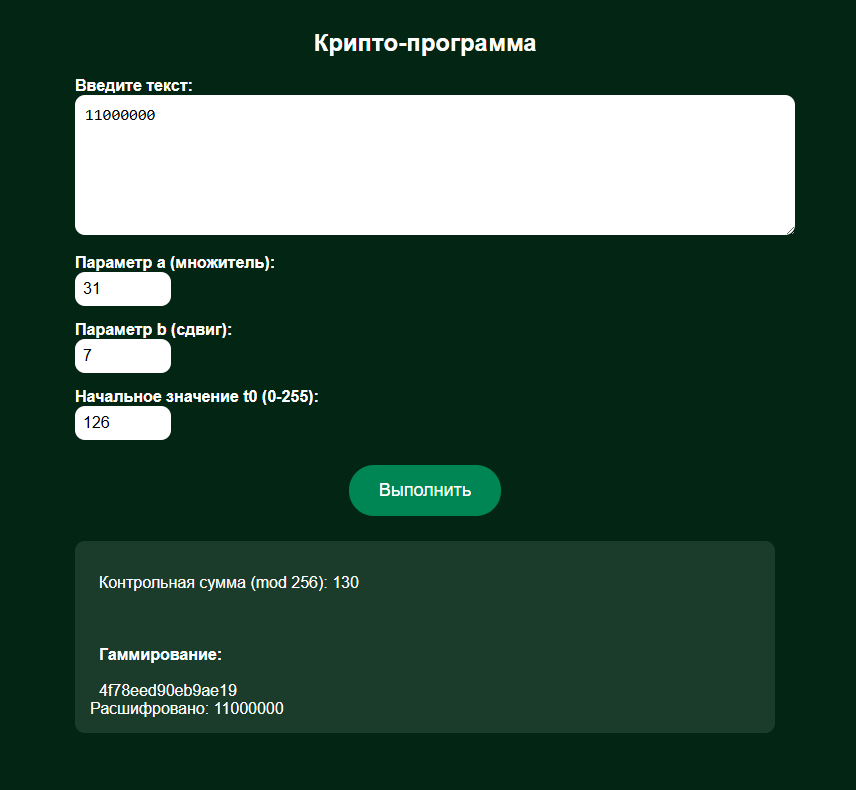 Крипто-программа
Введите текст:
11000000
Параметр a (множитель):
31
Параметр b (сдвиг):
7
Начальное значение t0 (0-255):
126
Выполнить
Контрольная сумма (mod 256): 130
Гаммирование:
4f78eed90eb9ae19
Расшифровано: 11000000